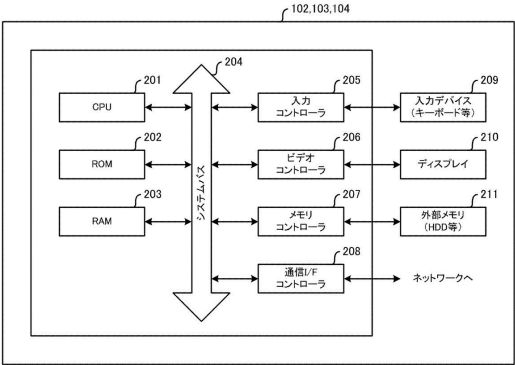 102,103,104
201
CPU
202
ROM
203
RAM
204
システムバス
205
入力
コントローラ
206
ビデオ
コントローラ
207
メモリ
コントローラ
208
通信I/F
コントローラ
209
入力デバイス
(キーボード等)
210
ディスプレイ
211
外部メモリ
(HDD等)
ネットワークへ